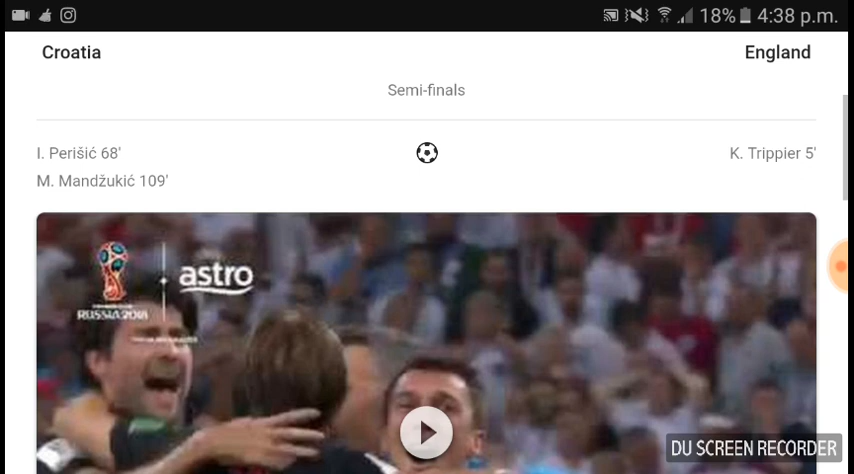 18% 4:38 p.m.
Croatia England
Semi-finals
I. Perišić 68' K. Trippier 5'
M. Mandžukić 109'
astro
RUSSIA 2018
DU SCREEN RECORDER